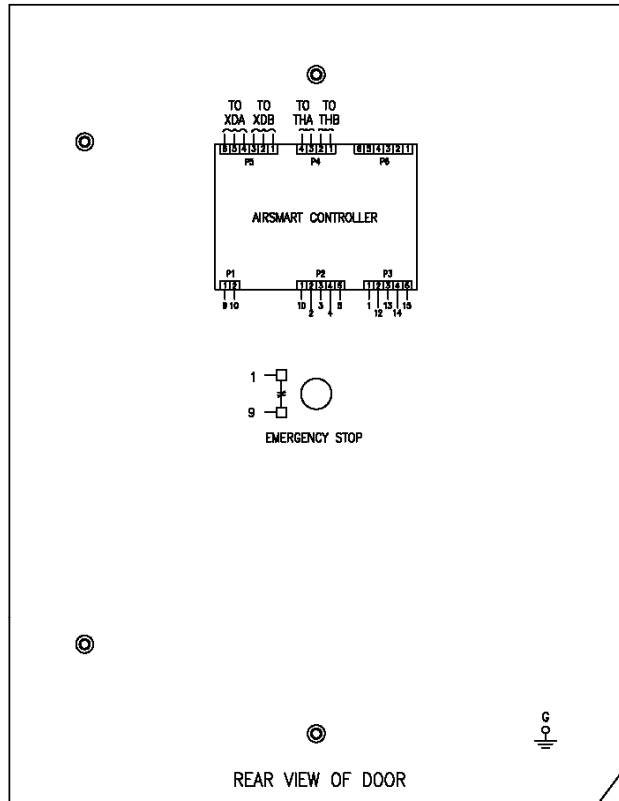 TO TO TO TO
XDA XDB THA THB
6 5 4 3 2 1 4 3 2 1 6 5 4 3 2 1
P5 P4 P6
AIRSMART CONTROLLER
P1 P2 P3
1 2 1 2 3 4 5 1 2 3 4 5
9 10 10 2 3 4 5 1 12 13 14 15
1
9
EMERGENCY STOP
G
REAR VIEW OF DOOR